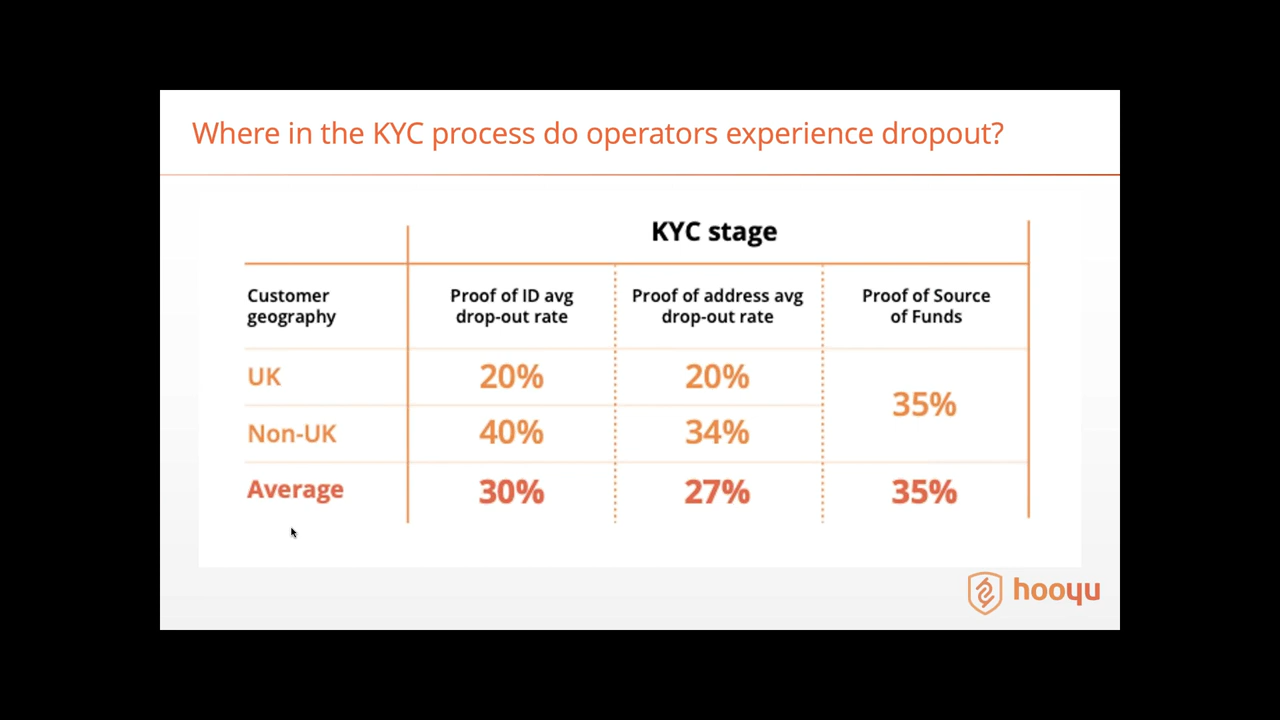 Where in the KYC process do operators experience dropout?
KYC stage
Customer
geography
Proof of ID avg
drop-out rate
Proof of address avg
drop-out rate
Proof of Source
of Funds
UK
20%
20%
35%
Non-UK
40%
34%
Average
30%
27%
35%
hooyu